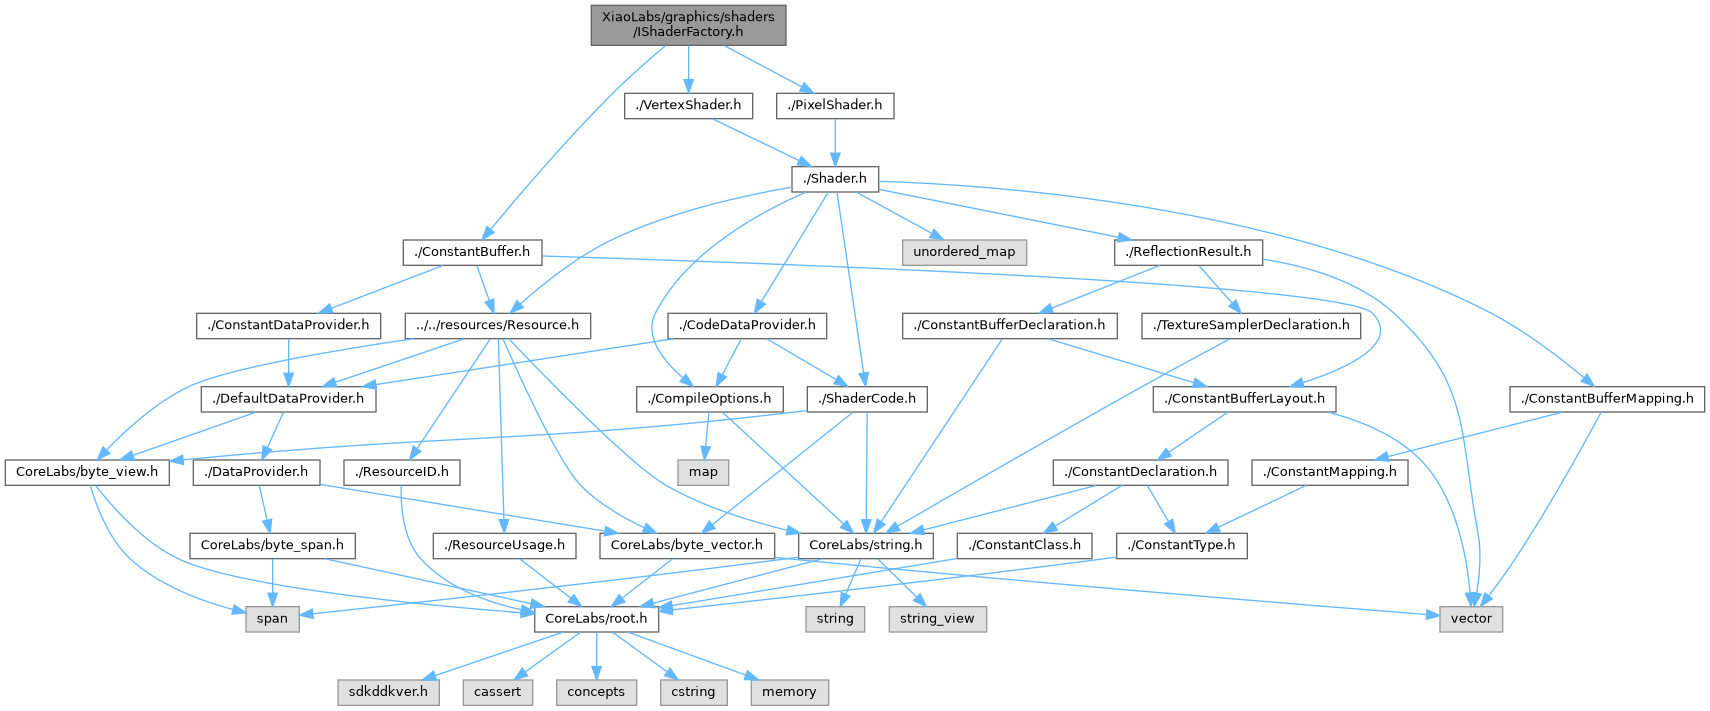 XiaoLabs/graphics/shaders
/IShaderFactory.h
./VertexShader.h
./PixelShader.h
./Shader.h
./ConstantBuffer.h
unordered_map
./ReflectionResult.h
./ConstantDataProvider.h
../../resources/Resource.h
./CodeDataProvider.h
./ConstantBufferDeclaration.h
./TextureSamplerDeclaration.h
./DefaultDataProvider.h
./CompileOptions.h
./ShaderCode.h
./ConstantBufferLayout.h
./ConstantBufferMapping.h
CoreLabs/byte_view.h
./DataProvider.h
./ResourceID.h
map
./ConstantDeclaration.h
./ConstantMapping.h
CoreLabs/byte_span.h
./ResourceUsage.h
CoreLabs/byte_vector.h
CoreLabs/string.h
./ConstantClass.h
./ConstantType.h
span
CoreLabs/root.h
string
string_view
vector
sdkddkver.h
cassert
concepts
cstring
memory